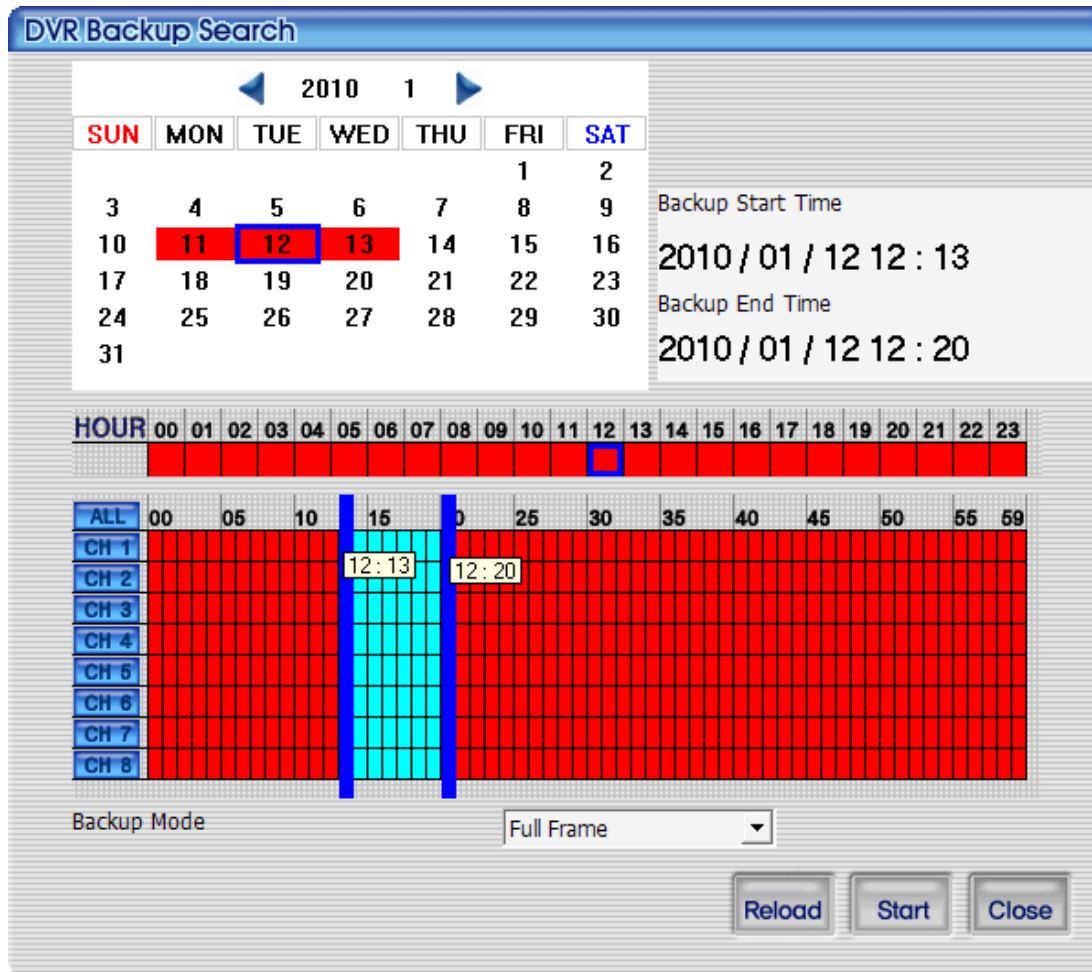 DVR Backup Search
2010 1
SUN MON TUE WED THU FRI SAT
1 2
3 4 5 6 7 8 9
10 11 12 13 14 15 16
17 18 19 20 21 22 23
24 25 26 27 28 29 30
31
Backup Start Time
2010 / 01 / 12 12 : 13
Backup End Time
2010 / 01 / 12 12 : 20
HOUR 00 01 02 03 04 05 06 07 08 09 10 11 12 13 14 15 16 17 18 19 20 21 22 23
ALL 00 05 10 15 0 25 30 35 40 45 50 55 59
CH 1
12 : 13
12 : 20
CH 2
CH 3
CH 4
CH 5
CH 6
CH 7
CH 8
Backup Mode
Full Frame
Reload Start Close